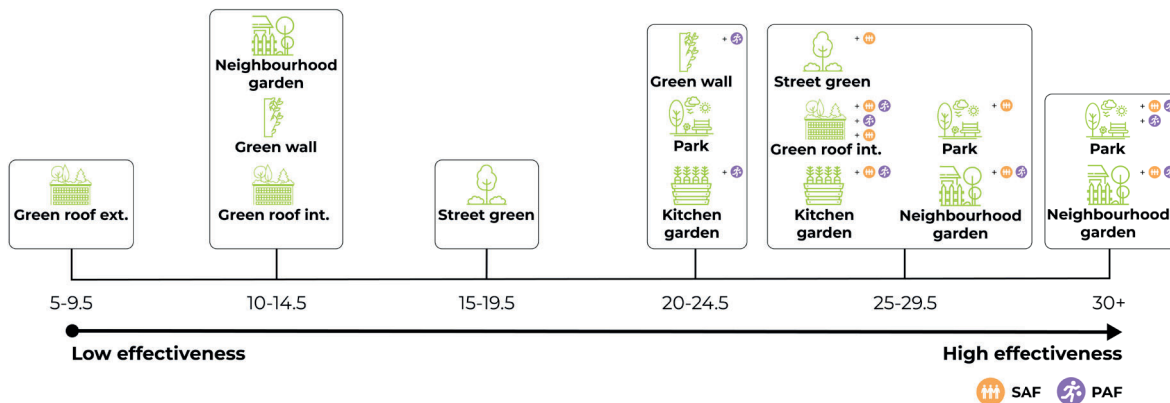 Neighbourhood
garden
Green wall
Green roof int.
Green roof ext.
Street green
+
Green wall
Park
+
Kitchen
garden
+
Street green
+
+
+
Green roof int.
+
Kitchen
garden
+
Park
+
Neighbourhood
garden
+
+
Park
+
Neighbourhood
garden
5-9.5
10-14.5
15-19.5
20-24.5
25-29.5
30+
Low effectiveness
High effectiveness
SAF
PAF